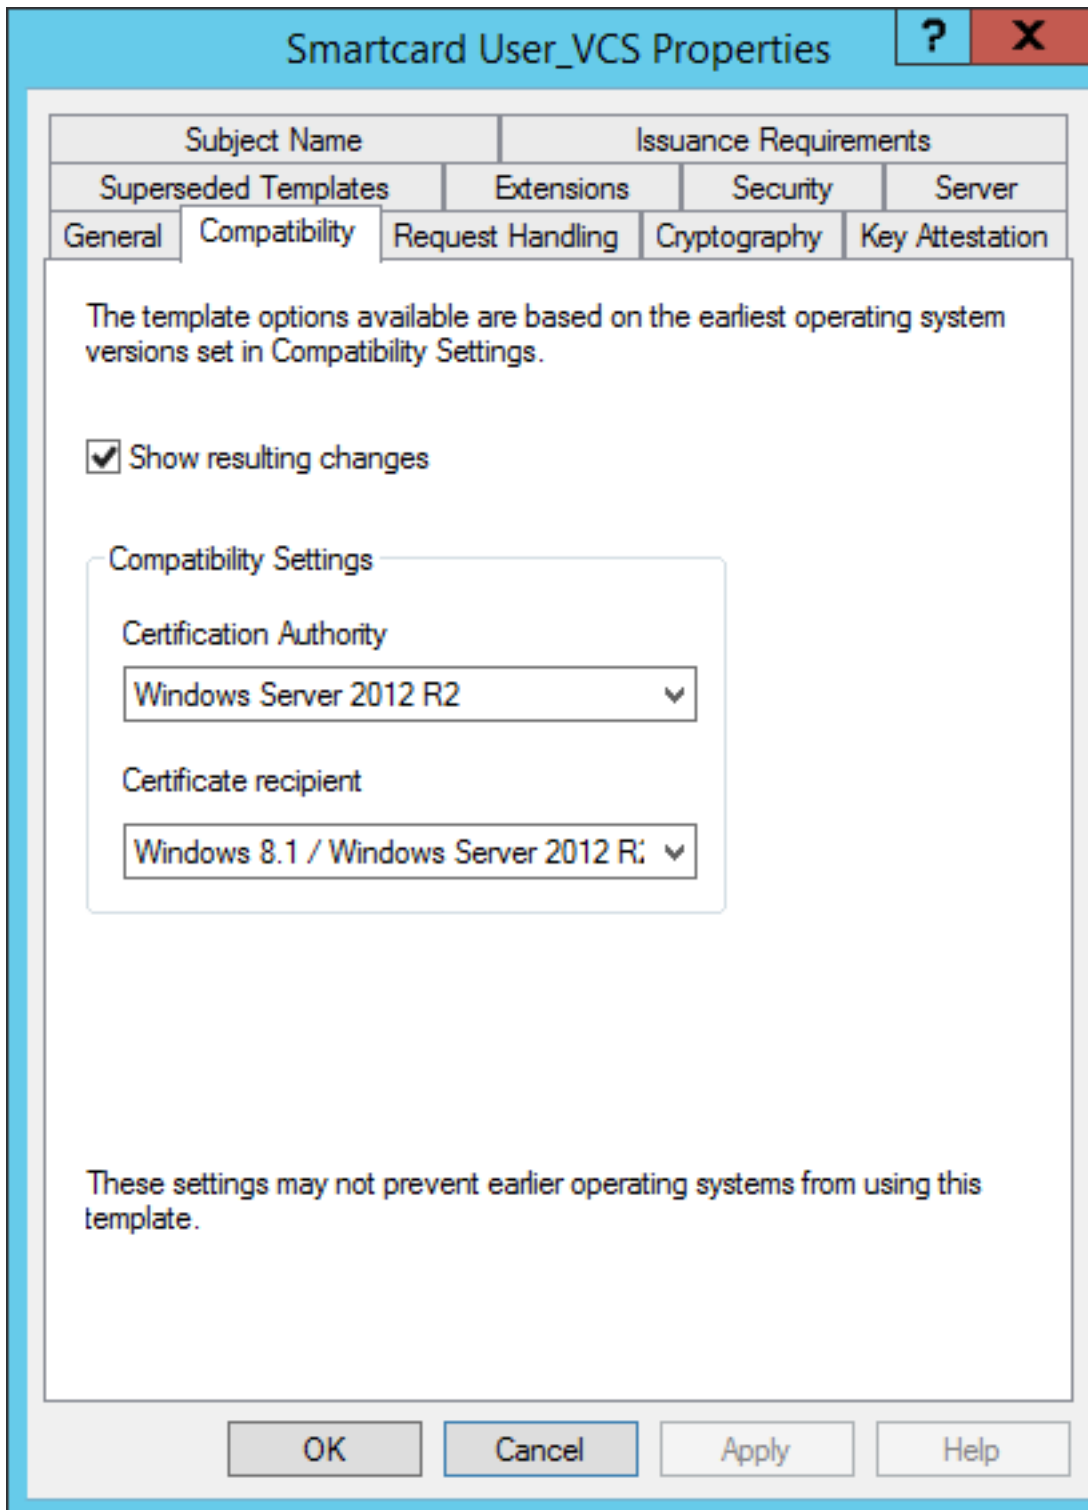 Smartcard User_VCS Properties
?
X
Subject Name
Issuance Requirements
Superseded Templates
Extensions
Security
Server
General
Compatibility
Request Handling
Cryptography
Key Attestation
The template options available are based on the earliest operating system
versions set in Compatibility Settings.
Show resulting changes
Compatibility Settings
Certification Authority
Windows Server 2012 R2
Certificate recipient
Windows 8.1 / Windows Server 2012 R2
These settings may not prevent earlier operating systems from using this
template.
OK
Cancel
Apply
Help